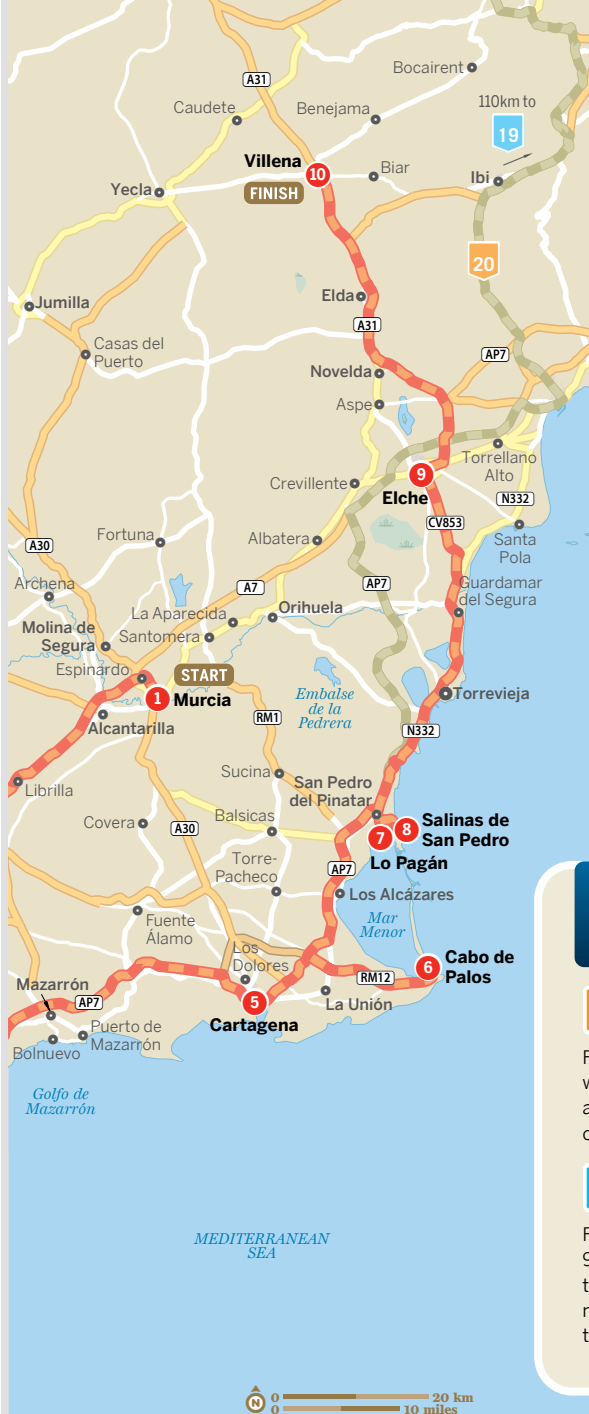 Bocairent
A31
110km to
Caudete
Benejama
19
Villena
10
Biar
Ibi
Yecla
FINISH
20
Elda
Jumilla
A31
Casas del
Puerto
AP7
Novelda
Aspe
Torrellano
Alto
9
Crevillente
Elche
N332
CV853
Fortuna
Albatera
Santa
Pola
A30
Archena
AP7
Guardamar
del Segura
A7
La Aparecida
Orihuela
Molina de
Segura
Santomera
Espinardo
START
1
Murcia
Embalse
de la
Pedrera
Torrevieja
RM1
Alcantarilla
N332
Sucina
San Pedro
del Pinatar
Librilla
Covera
A30
Balsicas
8
Salinas de
San Pedro
7
Lo Pagán
Torre-
Pacheco
AP7
Los Alcázares
Fuente
Álamo
Mar
Menor
Los
Dolores
6
Cabo de
Palos
Mazarrón
RM12
AP7
5
La Unión
Cartagena
Puerto de
Mazarrón
Bolnuevo
Golfo de
Mazarrón
MEDITERRANEAN
SEA
N
0
20 km
0
10 miles